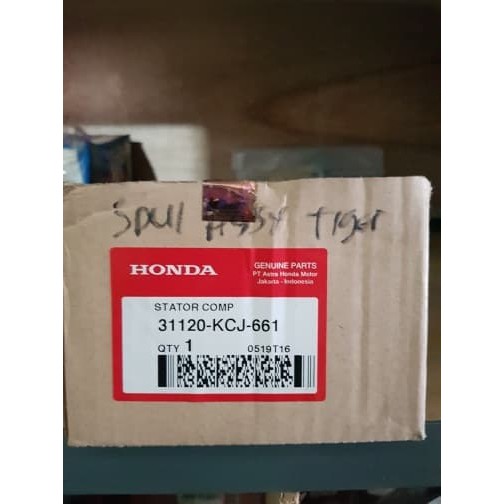 Spull Assy Tiger
HONDA
GENUINE PARTS
PT Astra Honda Motor
Jakarta - Indonesia
STATOR COMP
31120-KCJ-661
QTY 1 0519T16